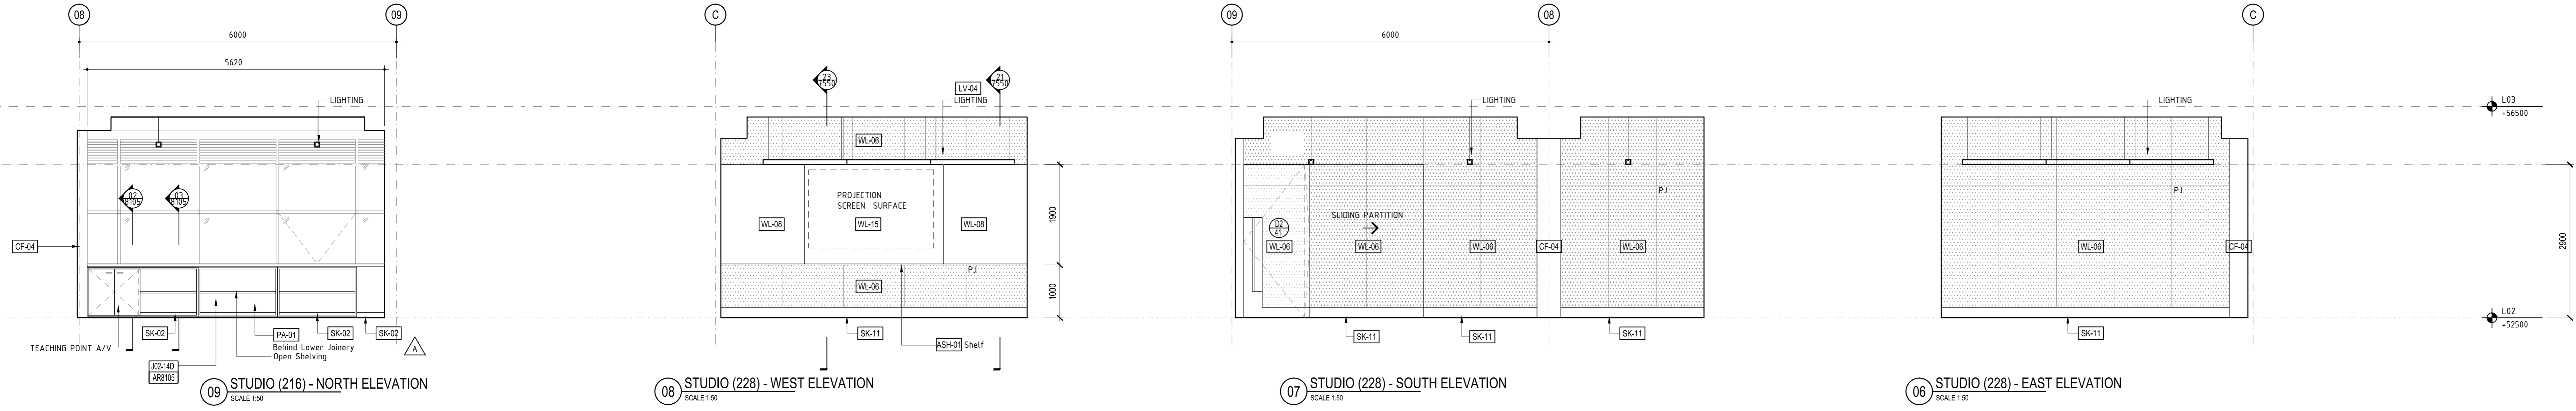 08
09
6000
5620
LIGHTING
02
8105
03
8105
CF-04
SK-02
PA-01
SK-02
SK-02
TEACHING POINT A/V
Behind Lower Joinery
Open Shelving
A
J02-14D
AR8105
09
STUDIO (216) - NORTH ELEVATION
SCALE 1:50
C
23
7550
21
7550
LV-04
LIGHTING
WL-06
PROJECTION
SCREEN SURFACE
WL-08
WL-15
WL-08
1900
PJ
WL-06
1000
SK-11
ASH-01 Shelf
08
STUDIO (228) - WEST ELEVATION
SCALE 1:50
09
08
6000
LIGHTING
PJ
SLIDING PARTITION
D2
41
WL-06
WL-06
WL-06
CF-04
WL-06
SK-11
SK-11
SK-11
07
STUDIO (228) - SOUTH ELEVATION
SCALE 1:50
C
LIGHTING
L03
+56500
PJ
WL-06
CF-04
2900
L02
+52500
SK-11
06
STUDIO (228) - EAST ELEVATION
SCALE 1:50